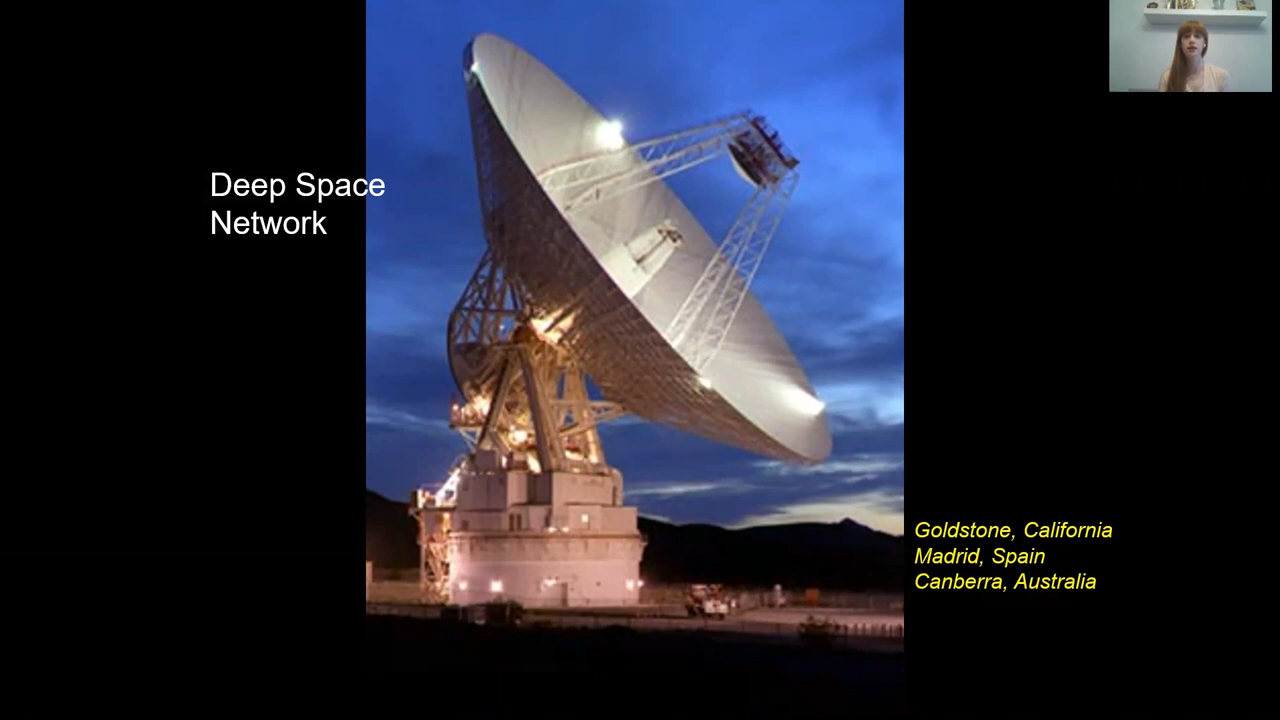 Deep Space
Network
Goldstone, California
Madrid, Spain
Canberra, Australia